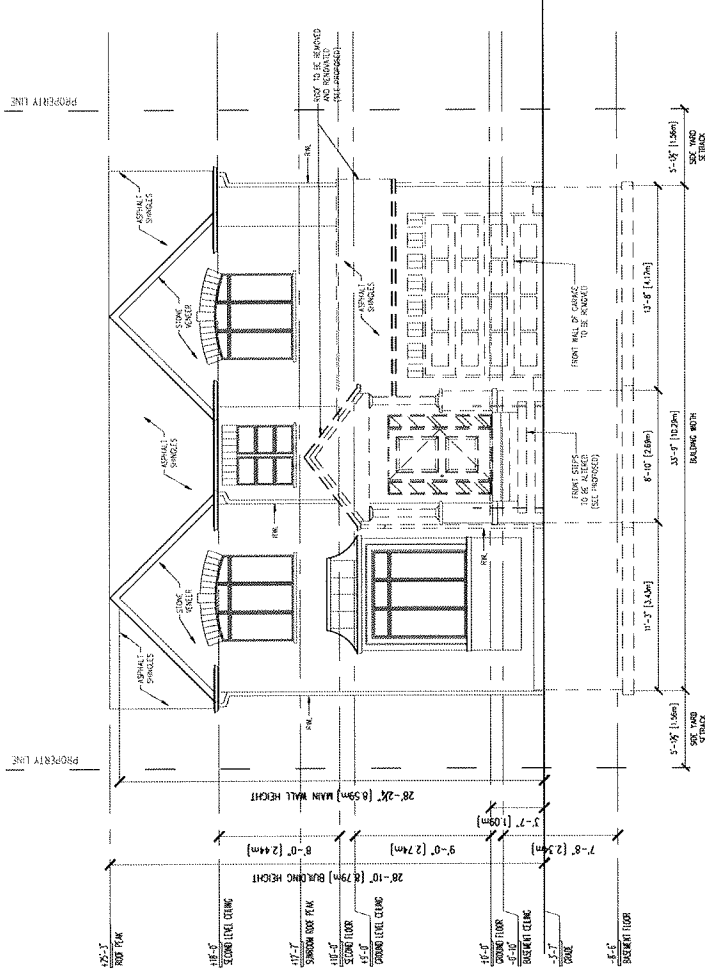 PROPERTY LINE
PROPERTY LINE
ROOF TO BE REMOVED
AND RENOVATED
(SEE PROPOSED)
ASPHALT
SHINGLES
STONE
VENEER
ASPHALT
SHINGLES
STONE
VENEER
ASPHALT
SHINGLES
RWL
RWL
RWL
RWL
ASPHALT
SHINGLES
FRONT WALL OF GARAGE
TO BE REMOVED
FRONT STEPS
TO BE ALTERED
(SEE PROPOSED)
5'-1½" [1.56m]
SIDE YARD
SETBACK
11'-3" [3.43m]
8'-10" [2.69m]
13'-8" [4.17m]
33'-9" [10.29m]
BUILDING WIDTH
5'-1½" [1.56m]
SIDE YARD
SETBACK
28'-10" [8.79m] BUILDING HEIGHT
28'-2¼" [8.59m] MAIN WALL HEIGHT
8'-0" [2.44m]
9'-0" [2.74m]
3'-7" [1.09m]
7'-8" [2.34m]
+25'-3"
ROOF PEAK
+18'-0"
SECOND LEVEL CEILING
SUNROOM ROOF PEAK
+10'-0"
SECOND FLOOR
+9'-0"
GROUND LEVEL CEILING
+0'-0"
GROUND FLOOR
-0'-10"
BASEMENT CEILING
-3'-7"
GRADE
-8'-6"
BASEMENT FLOOR